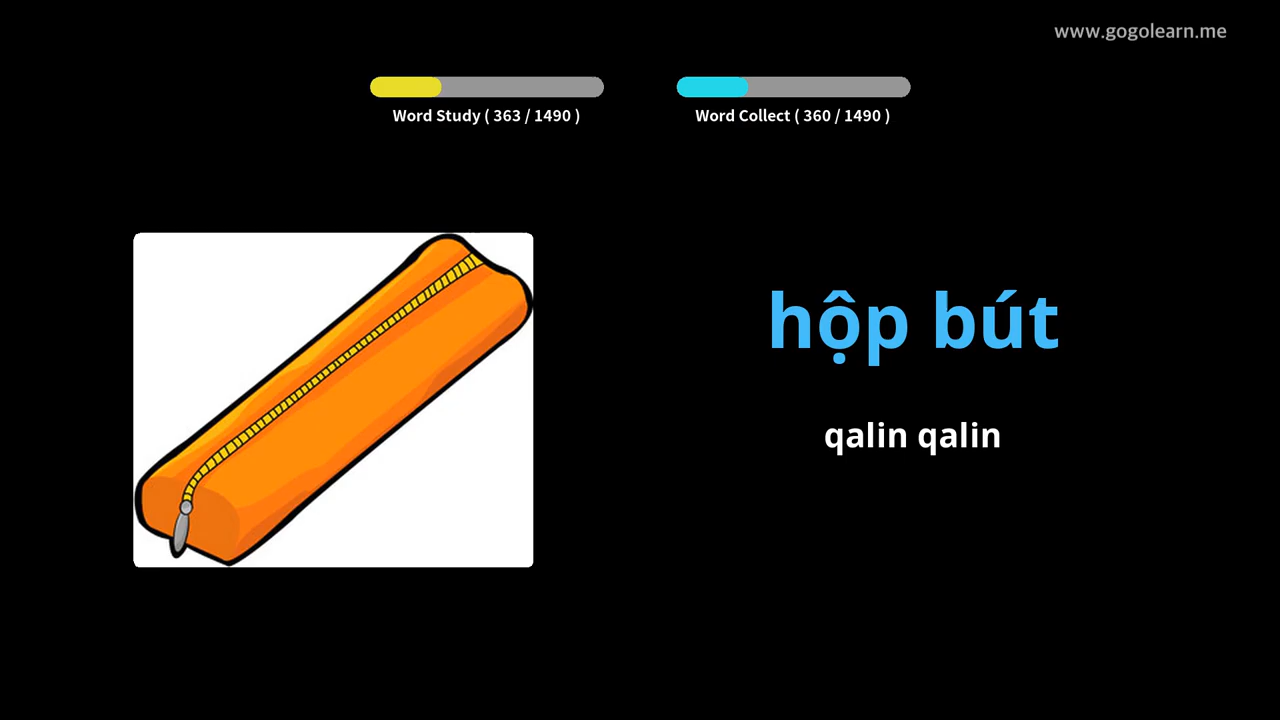 www.gogolearn.me
Word Study ( 363 / 1490 )
Word Collect ( 360 / 1490 )
hộp bút
qalin qalin